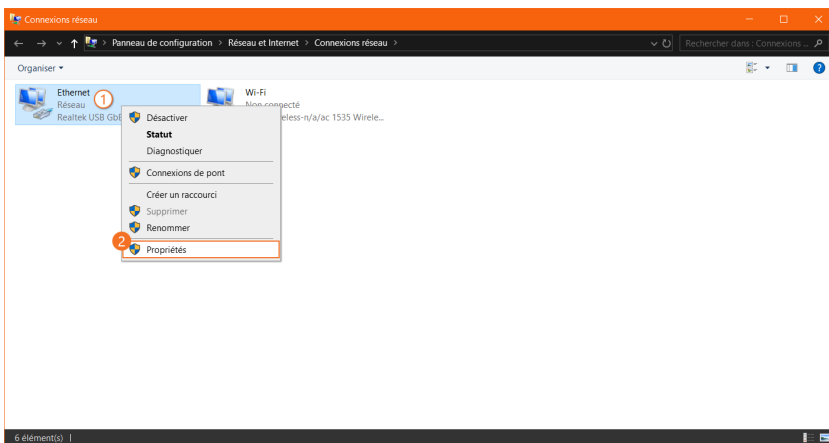 Connexions réseau
Panneau de configuration > Réseau et Internet > Connexions réseau >
Rechercher dans : Connexions ...
Organiser
?
Ethernet
Réseau
Realtek USB GbE
1
Wi-Fi
Non connecté
eless-n/a/ac 1535 Wirele...
Désactiver
Statut
Diagnostiquer
Connexions de pont
Créer un raccourci
Supprimer
Renommer
2
Propriétés
6 élément(s)